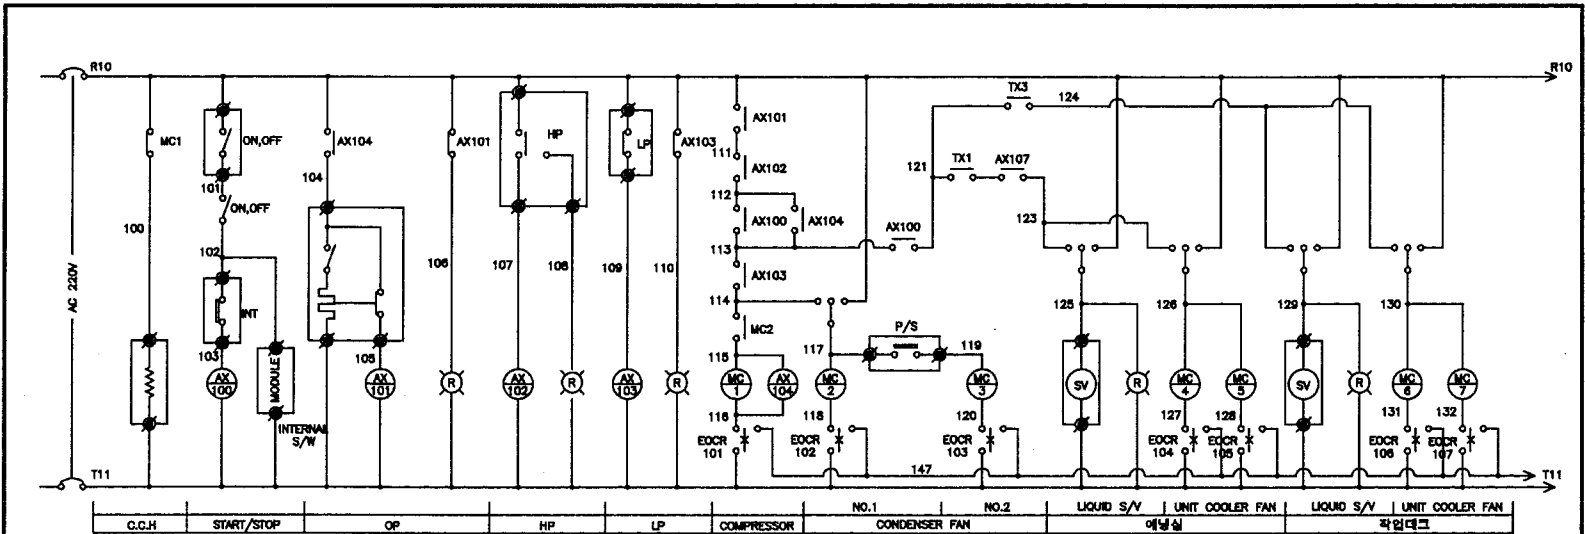 R10
R10
TX3
124
MC1
ON,OFF
AX104
AX101
HP
LP
AX103
AX101
111
AX102
121
TX1
AX107
101
104
ON,OFF
112
100
AX100
AX104
123
AX100
102
113
106
107
108
109
110
AX103
AC 220V
114
125
126
129
130
INT
MC2
P/S
103
105
115
117
119
MODULE
AX
100
AX
101
R
AX
102
R
AX
103
R
MC
1
AX
104
MC
2
MC
3
SV
R
MC
4
MC
5
SV
R
MC
6
MC
7
116
118
120
127
128
131
132
INTERNAL
S/W
EOCR
101
EOCR
102
EOCR
103
EOCR
104
EOCR
105
EOCR
106
EOCR
107
147
T11
T11
NO.1
NO.2
LIQUID S/V
UNIT COOLER FAN
LIQUID S/V
UNIT COOLER FAN
C.C.H
START/STOP
OP
HP
LP
COMPRESSOR
CONDENSER FAN
예냉실
작업데크